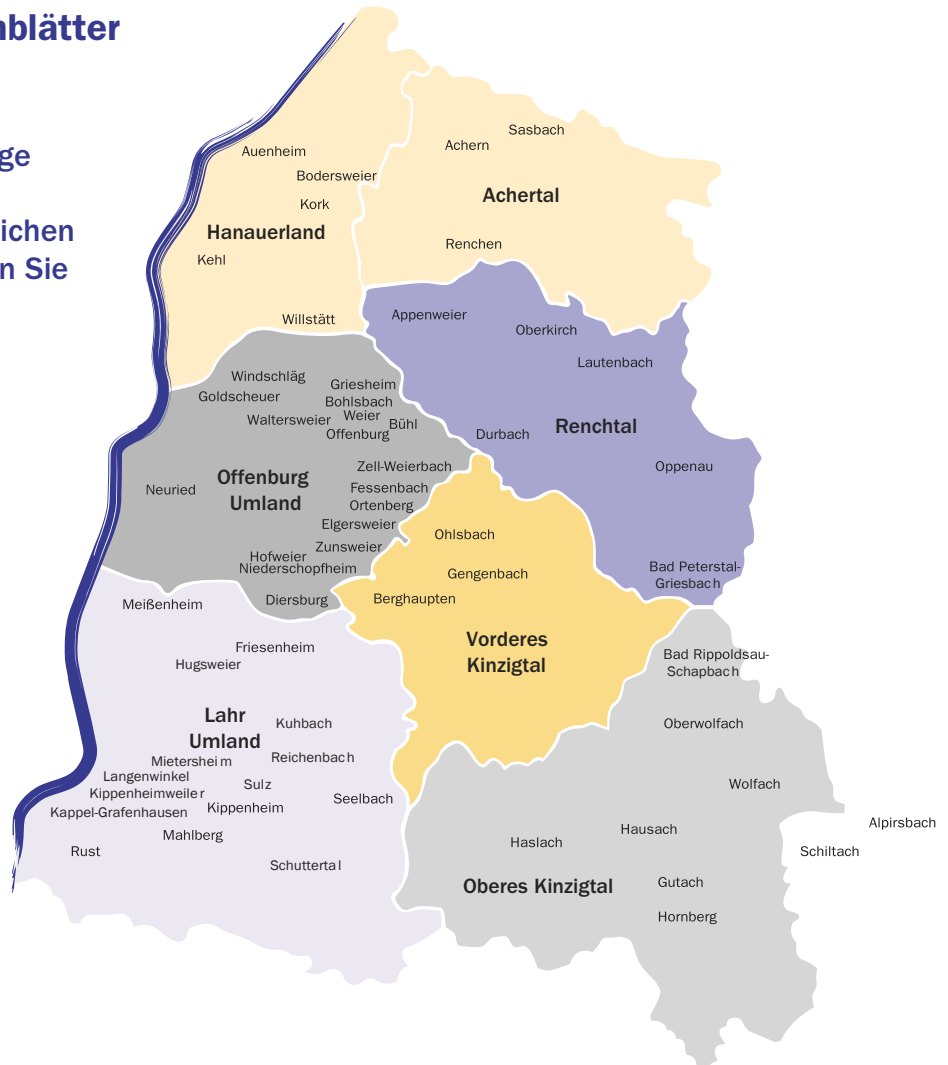 nblätter
ge
ichen
n Sie
Sasbach
Achern
Auenheim
Bodersweier
Achertal
Kork
Hanauerland
Renchen
Kehl
Willstätt
Appenweier
Oberkirch
Lautenbach
Windschläg
Griesheim
Goldscheuer
Bohlsbach
Waltersweier
Weier
Bühl
Offenburg
Durbach
Renchtal
Zell-Weierbach
Oppenau
Offenburg
Umland
Neuried
Fessenbach
Ortenberg
Elgersweier
Ohlsbach
Zunsweier
Hofweier
Niederschopfheim
Gengenbach
Bad Peterstal-
Griesbach
Diersburg
Berghaupten
Meißenheim
Vorderes
Kinzigtal
Friesenheim
Hugsweier
Bad Rippoldsau-
Schapbach
Lahr
Umland
Kuhbach
Oberwolfach
Mietersheim
Reichenbach
Langenwinkel
Sulz
Wolfach
Kippenheimweiler
Seelbach
Kappel-Grafenhausen
Kippenheim
Mahlberg
Hausach
Alpirsbach
Haslach
Rust
Schiltach
Schuttertal
Oberes Kinzigtal
Gutach
Hornberg